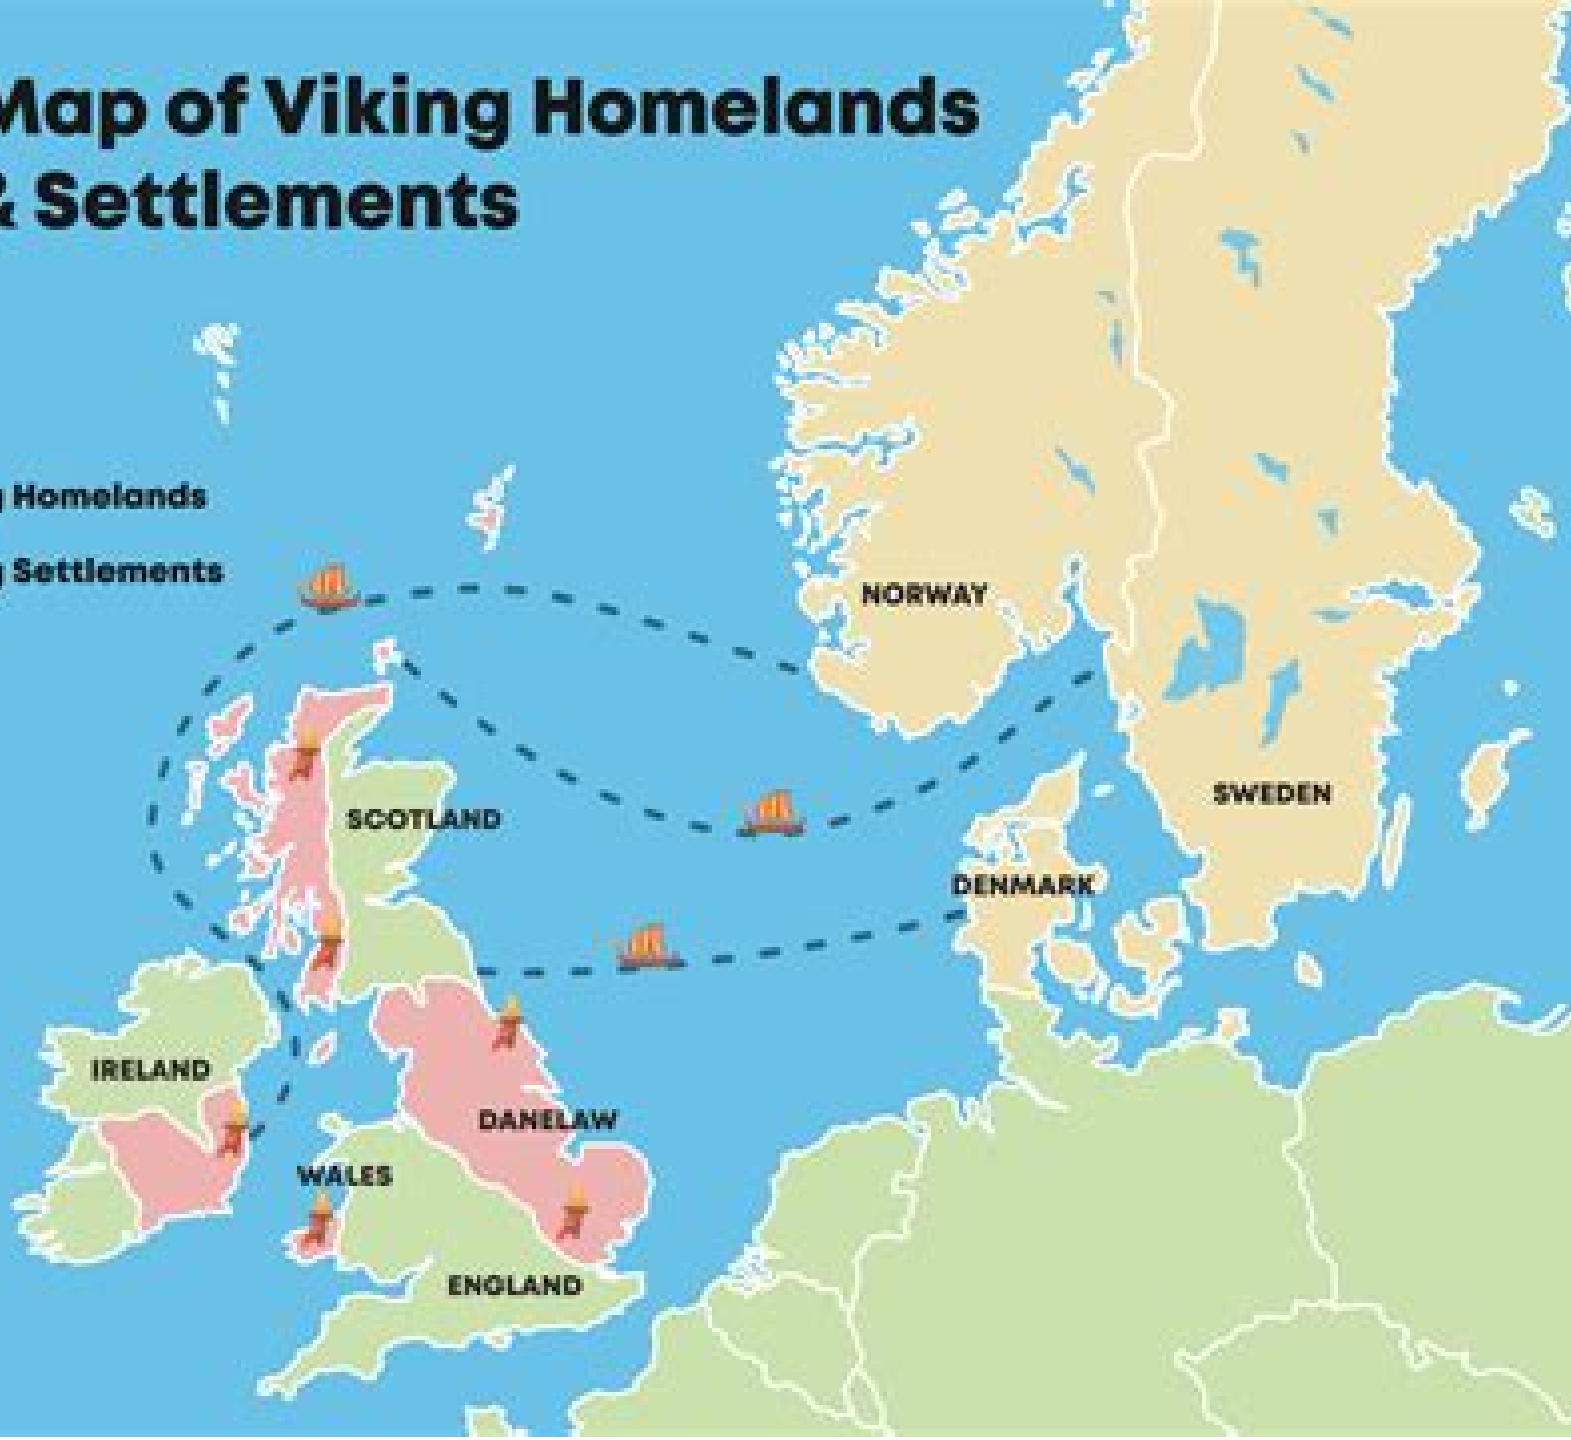 Map of Viking Homelands
& Settlements
g Homelands
g Settlements
NORWAY
SWEDEN
SCOTLAND
DENMARK
IRELAND
DANELAW
WALES
ENGLAND